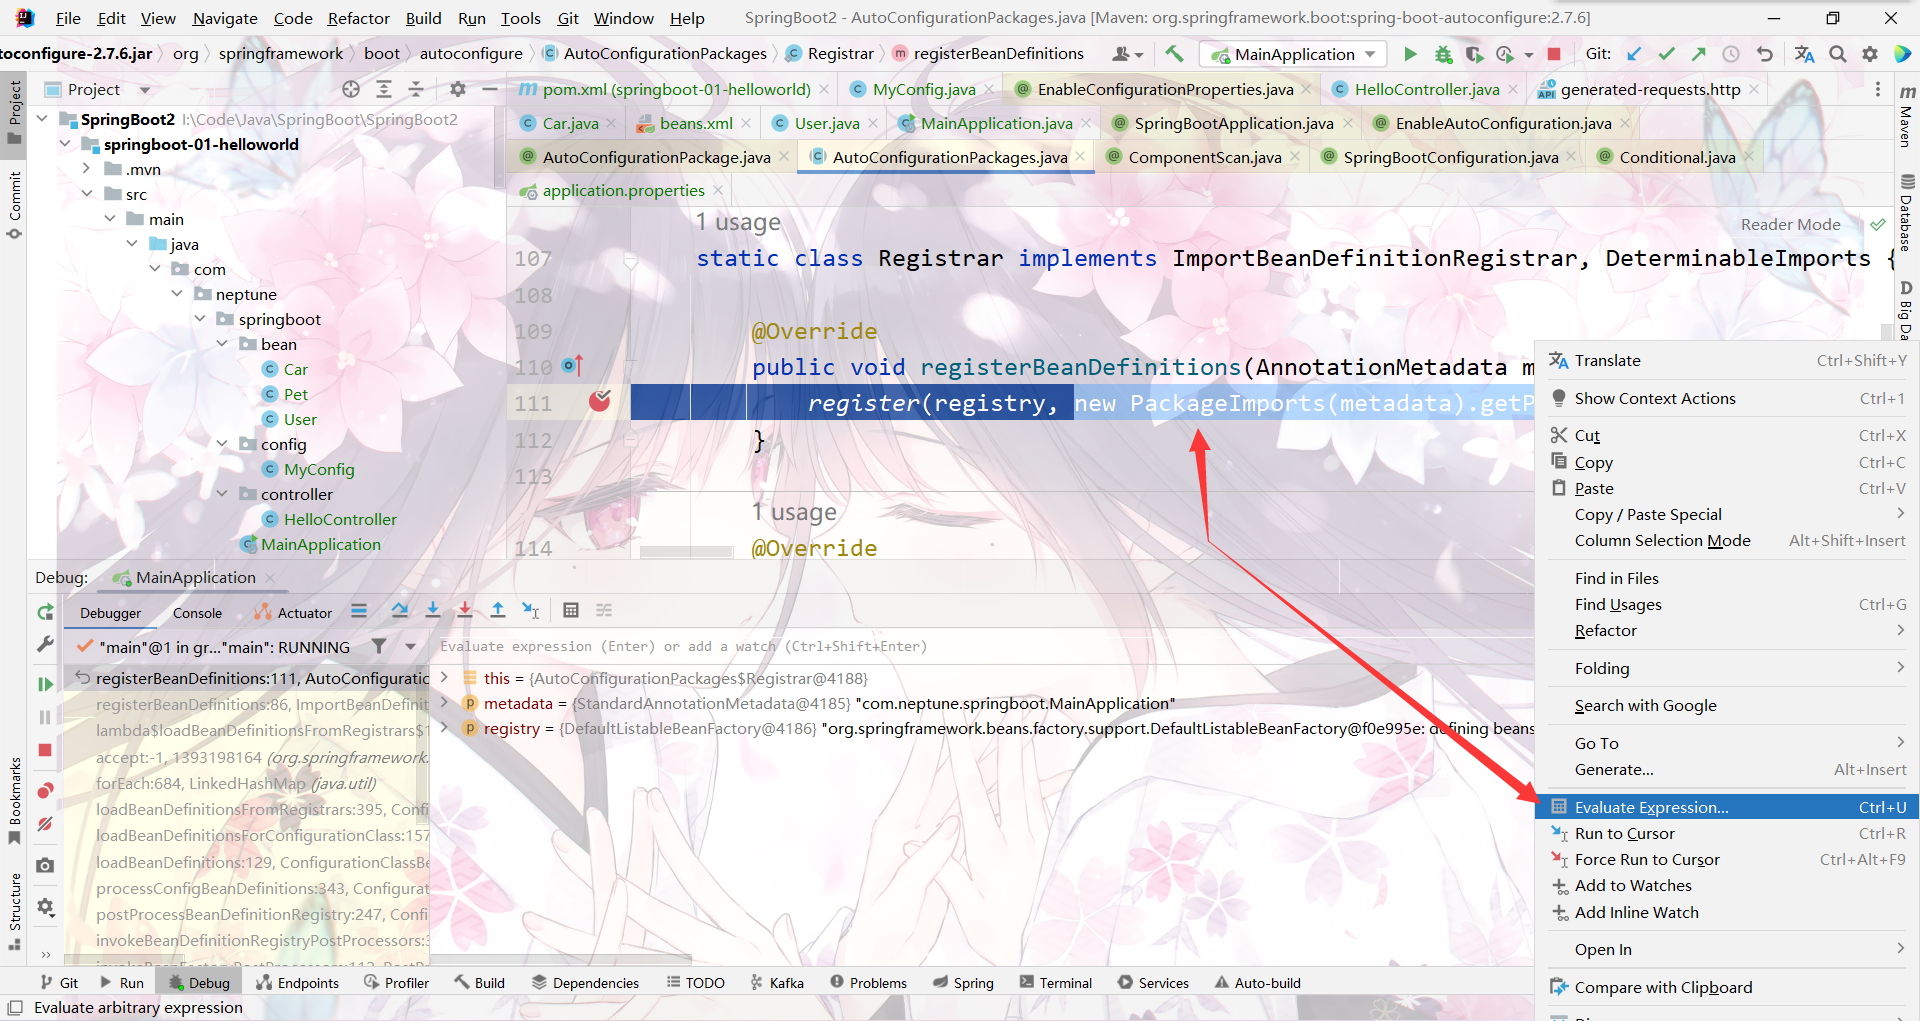 File Edit View Navigate Code Refactor Build Run Tools Git Window Help SpringBoot2 - AutoConfigurationPackages.java [Maven: org.springframework.boot:spring-boot-autoconfigure:2.7.6]
toconfigure-2.7.6.jar org springframework boot autoconfigure AutoConfigurationPackages Registrar registerBeanDefinitions MainApplication Git:
Project
pom.xml (springboot-01-helloworld) MyConfig.java EnableConfigurationProperties.java HelloController.java generated-requests.http
Car.java beans.xml User.java MainApplication.java SpringBootApplication.java EnableAutoConfiguration.java
AutoConfigurationPackage.java AutoConfigurationPackages.java ComponentScan.java SpringBootConfiguration.java Conditional.java
application.properties
Project
Commit
Bookmarks
Structure
SpringBoot2 I:\Code\Java\SpringBoot\SpringBoot2
springboot-01-helloworld
.mvn
src
main
java
com
neptune
springboot
bean
Car
Pet
User
config
MyConfig
controller
HelloController
MainApplication
1 usage
Reader Mode
107 static class Registrar implements ImportBeanDefinitionRegistrar, DeterminableImports {
108
109 @Override
110 public void registerBeanDefinitions(AnnotationMetadata m
111 register(registry, new PackageImports(metadata).getP
112 }
113
1 usage
114 @Override
Maven
Database
Big Da
Debug: MainApplication
Debugger Console Actuator
"main"@1 in gr..."main": RUNNING
Evaluate expression (Enter) or add a watch (Ctrl+Shift+Enter)
registerBeanDefinitions:111, AutoConfiguratic
registerBeanDefinitions:86, ImportBeanDefinit
lambda$loadBeanDefinitionsFromRegistrars$1
accept:-1, 1393198164 (org.springframework.
forEach:684, LinkedHashMap (java.util)
loadBeanDefinitionsFromRegistrars:395, Confi
loadBeanDefinitionsForConfigurationClass:157
loadBeanDefinitions:129, ConfigurationClassBe
processConfigBeanDefinitions:343, Configurat
postProcessBeanDefinitionRegistry:247, Confi
invokeBeanDefinitionRegistryPostProcessors:3
this = {AutoConfigurationPackages$Registrar@4188}
metadata = {StandardAnnotationMetadata@4185} "com.neptune.springboot.MainApplication"
registry = {DefaultListableBeanFactory@4186} "org.springframework.beans.factory.support.DefaultListableBeanFactory@f0e995e: defining beans
Translate Ctrl+Shift+Y
Show Context Actions Ctrl+1
Cut Ctrl+X
Copy Ctrl+C
Paste Ctrl+V
Copy / Paste Special
Column Selection Mode Alt+Shift+Insert
Find in Files
Find Usages Ctrl+G
Refactor
Folding
Search with Google
Go To
Generate... Alt+Insert
Evaluate Expression... Ctrl+U
Run to Cursor Ctrl+R
Force Run to Cursor Ctrl+Alt+F9
Add to Watches
Add Inline Watch
Open In
Compare with Clipboard
Git Run Debug Endpoints Profiler Build Dependencies TODO Kafka Problems Spring Terminal Services Auto-build
Evaluate arbitrary expression